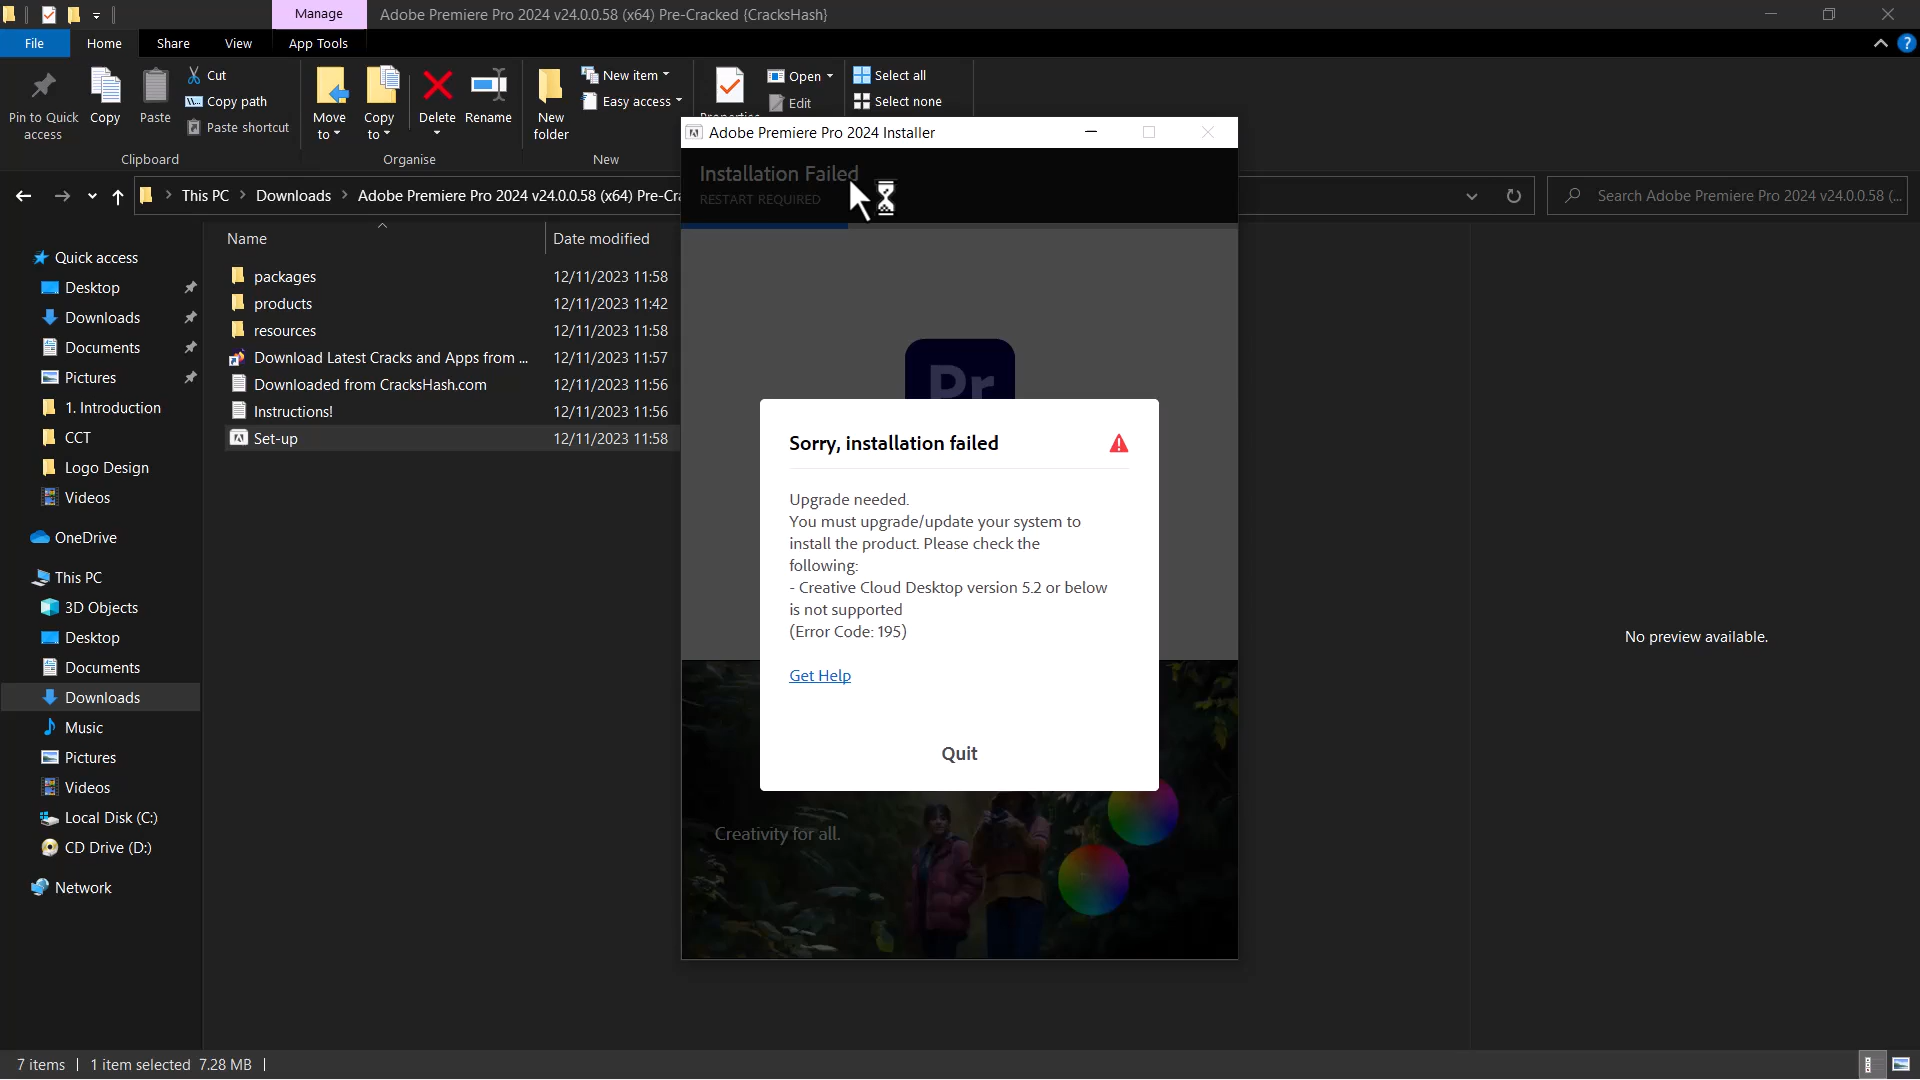 Manage
Adobe Premiere Pro 2024 v24.0.0.58 (x64) Pre-Cracked {CracksHash}
File
Home
Share
View
App Tools
Pin to Quick access
Copy
Paste
Cut
Copy path
Paste shortcut
Clipboard
Move to
Copy to
Delete
Rename
Organise
New folder
New item
Easy access
New
Open
Edit
Select all
Select none
This PC
Downloads
Adobe Premiere Pro 2024 v24.0.0.58 (x64) Pre-Cra
Search Adobe Premiere Pro 2024 v24.0.0.58 (...
Name
Date modified
packages 12/11/2023 11:58
products 12/11/2023 11:42
resources 12/11/2023 11:58
Download Latest Cracks and Apps from ... 12/11/2023 11:57
Downloaded from CracksHash.com 12/11/2023 11:56
Instructions! 12/11/2023 11:56
Set-up 12/11/2023 11:58
Quick access
Desktop
Downloads
Documents
Pictures
1. Introduction
CCT
Logo Design
Videos
OneDrive
This PC
3D Objects
Desktop
Documents
Downloads
Music
Pictures
Videos
Local Disk (C:)
CD Drive (D:)
Network
Adobe Premiere Pro 2024 Installer
Installation Failed
RESTART REQUIRED
Pr
Sorry, installation failed
Upgrade needed.
You must upgrade/update your system to
install the product. Please check the
following:
- Creative Cloud Desktop version 5.2 or below
is not supported
(Error Code: 195)
Get Help
Quit
Creativity for all.
No preview available.
7 items
1 item selected 7.28 MB